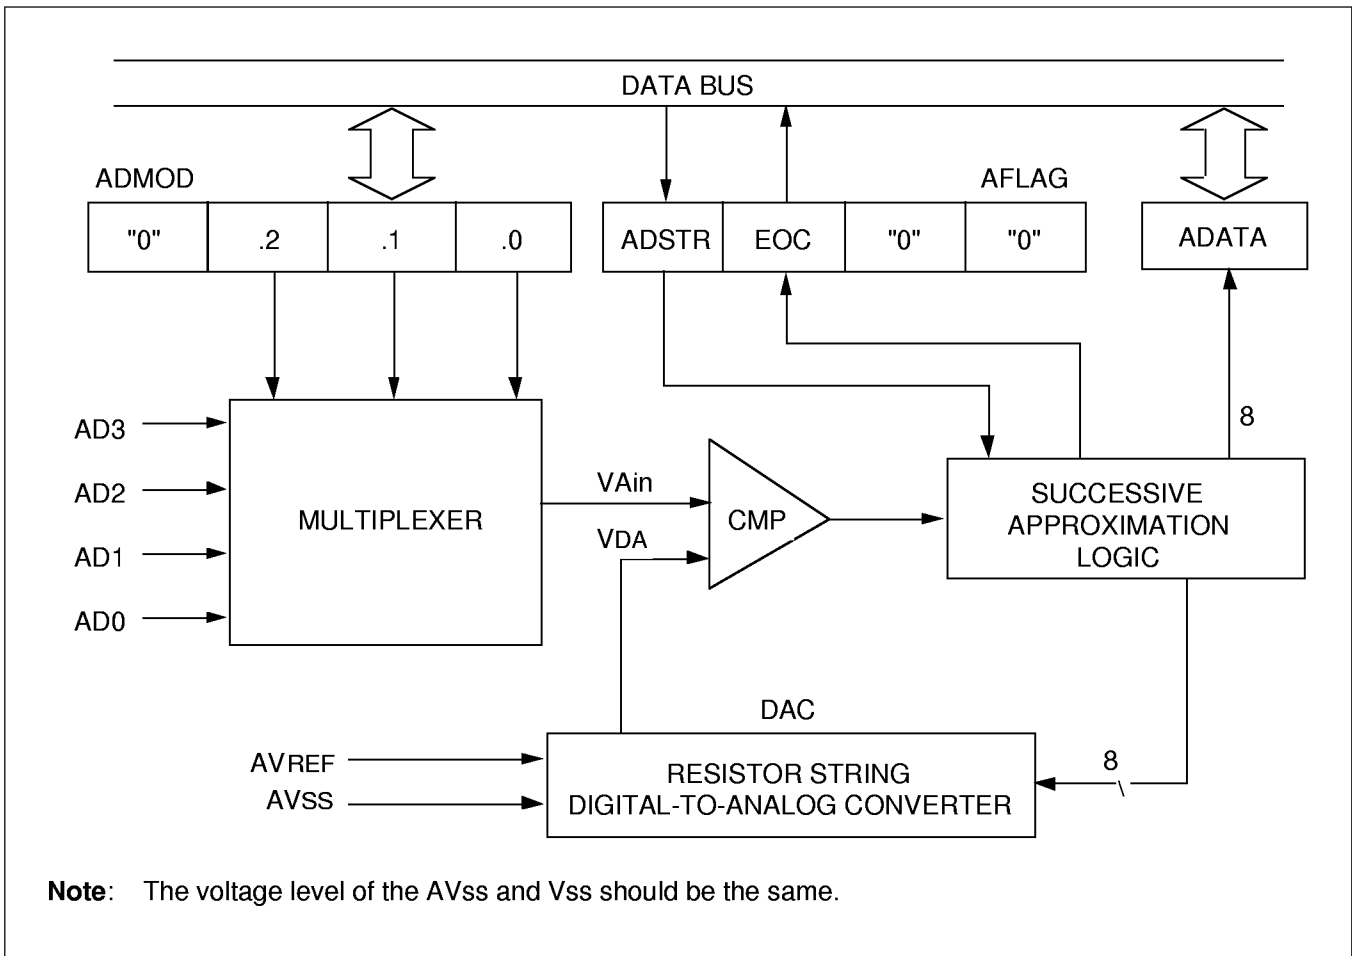 DATA BUS
ADMOD
AFLAG
"0" .2 .1 .0
ADSTR EOC "0" "0"
ADATA
AD3
AD2
AD1
AD0
MULTIPLEXER
VAin
VDA
CMP
8
SUCCESSIVE
APPROXIMATION
LOGIC
DAC
AVREF
AVSS
RESISTOR STRING
DIGITAL-TO-ANALOG CONVERTER
8
Note: The voltage level of the AVss and Vss should be the same.